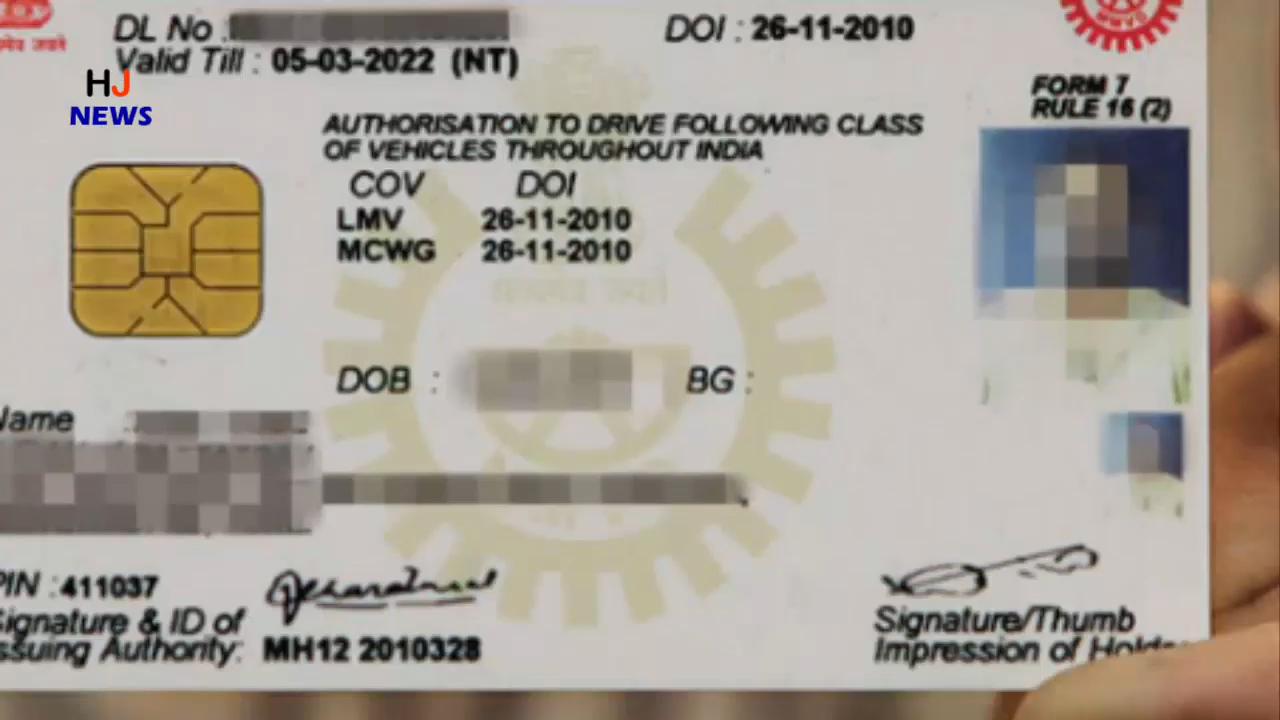 DL No :
DOI : 26-11-2010
Valid Till : 05-03-2022 (NT)
HJ
NEWS
FORM 7
RULE 16 (2)
AUTHORISATION TO DRIVE FOLLOWING CLASS
OF VEHICLES THROUGHOUT INDIA
COV DOI
LMV 26-11-2010
MCWG 26-11-2010
DOB : BG :
Name
PIN : 411037
Signature & ID of
Issuing Authority: MH12 2010328
Signature/Thumb
Impression of Holder